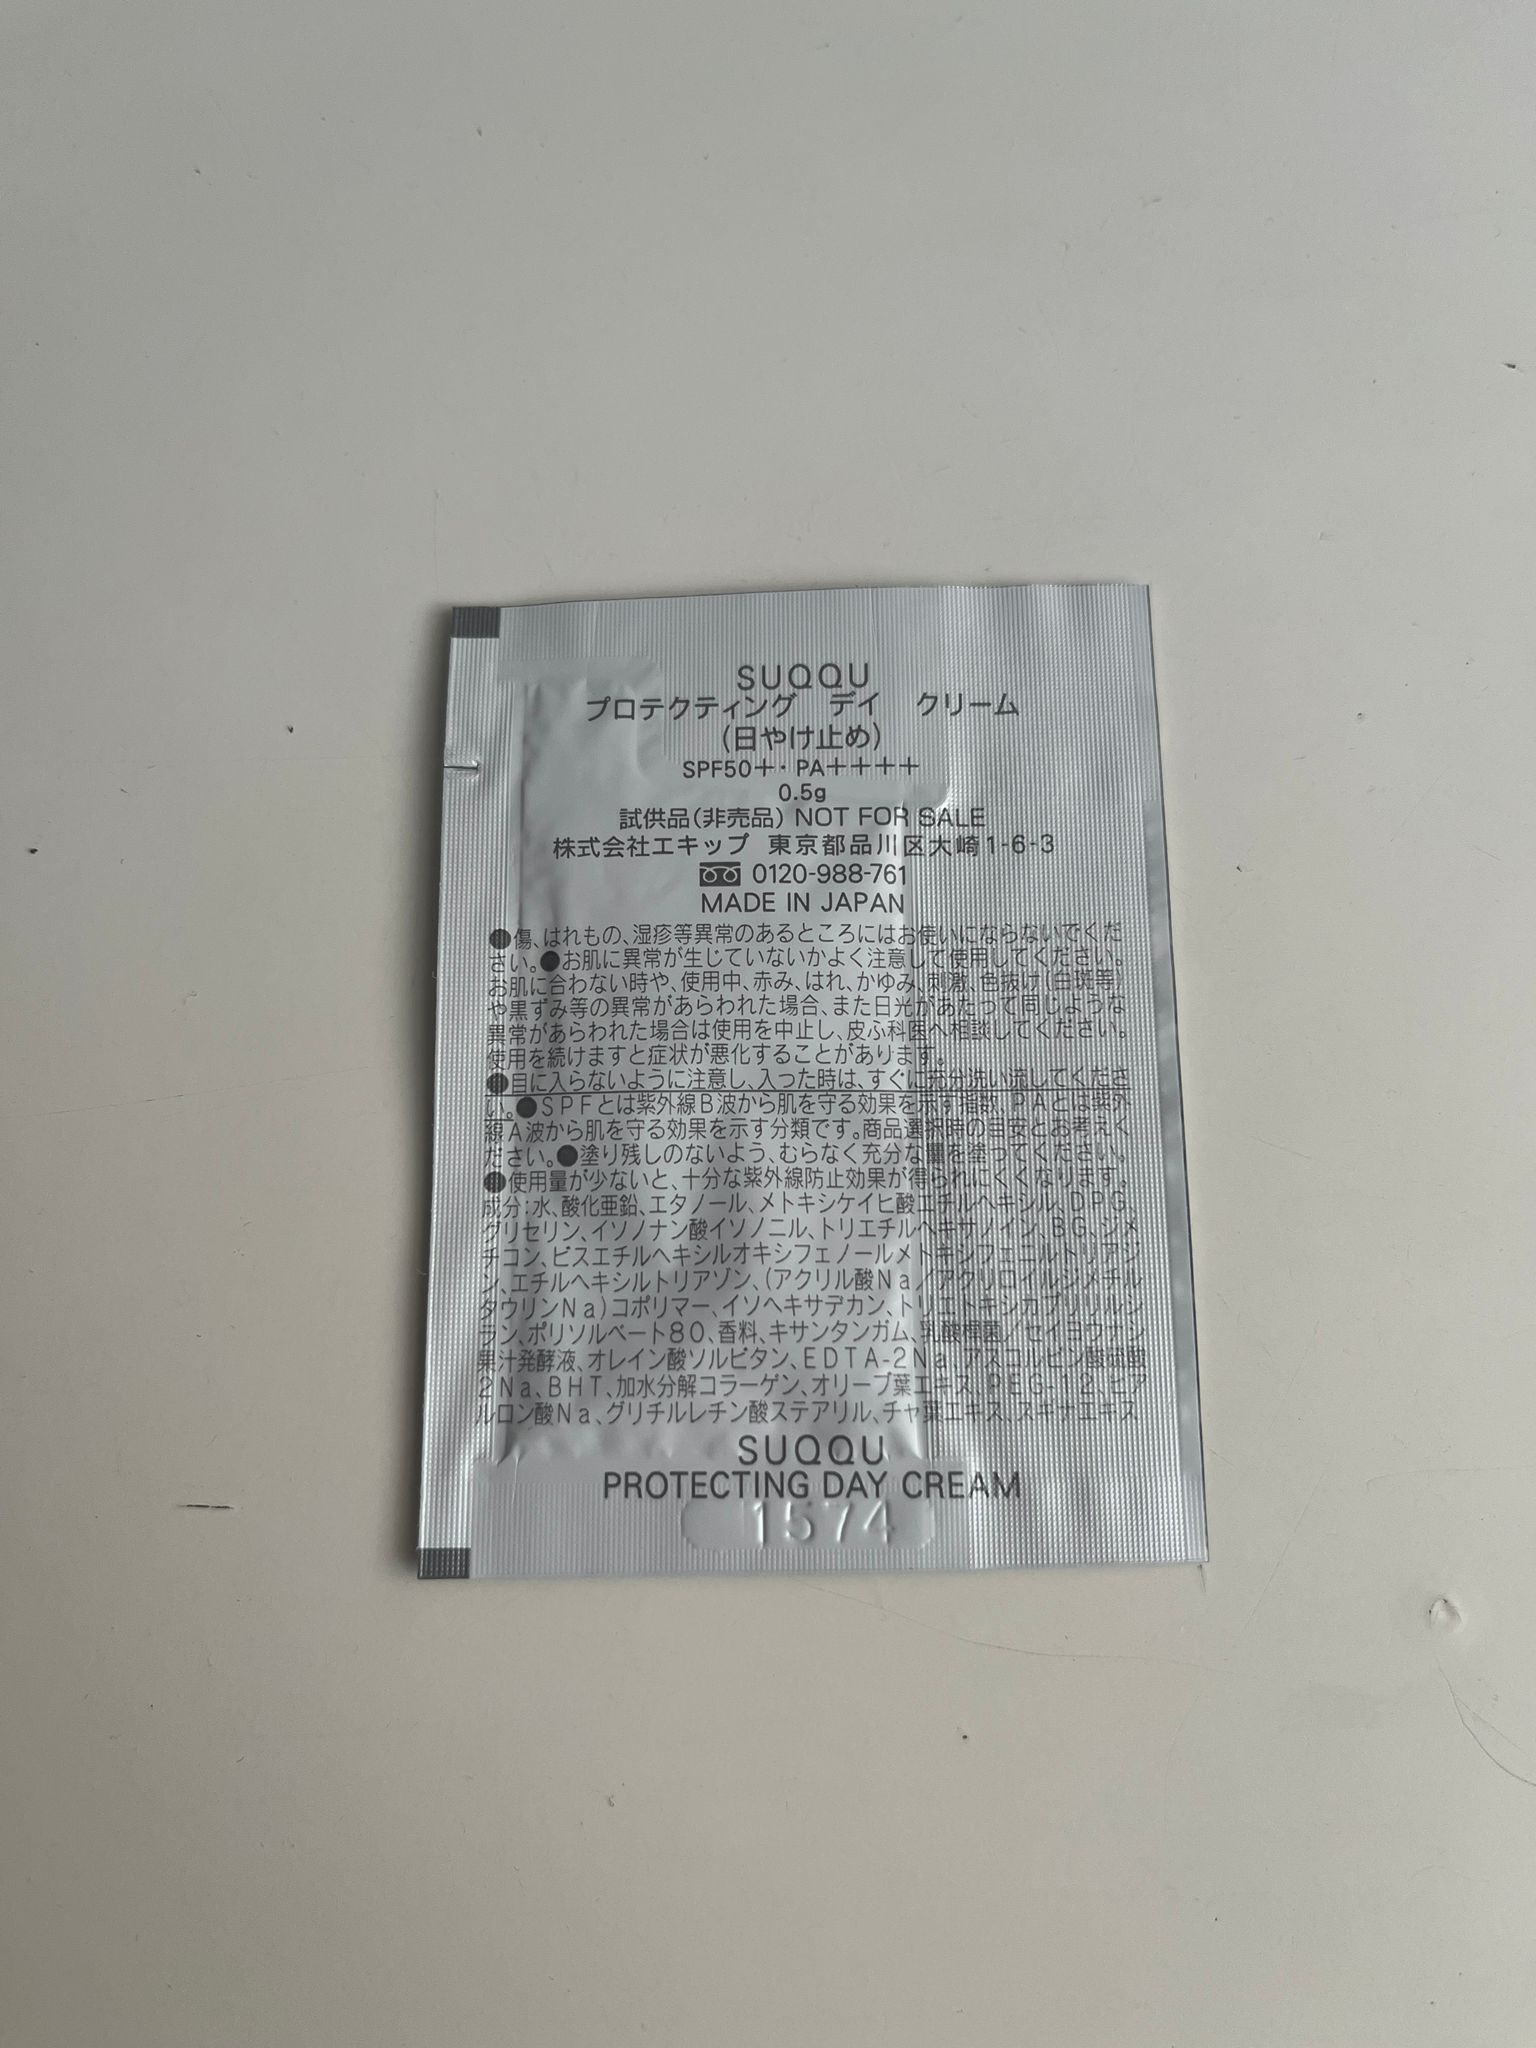 SUQQU
プロテクティング デイ クリーム
(日やけ止め)
SPF50+・PA++++
0.5g
試供品(非売品) NOT FOR SALE
株式会社エキップ 東京都品川区大崎1-6-3
0120-988-761
MADE IN JAPAN
●傷、はれもの、湿疹等異常のあるところにはお使いにならないでくだ
さい。●お肌に異常が生じていないかよく注意して使用してください。
お肌に合わない時や、使用中、赤み、はれ、かゆみ、刺激、色抜け(白斑等)
や黒ずみ等の異常があらわれた場合、また日光があたって同じような
異常があらわれた場合は使用を中止し、皮ふ科医へ相談してください。
使用を続けますと症状が悪化することがあります。
●目に入らないように注意し、入った時は、すぐに充分洗い流してくださ
い。●SPFとは紫外線B波から肌を守る効果を示す指数、PAとは紫外
線A波から肌を守る効果を示す分類です。商品選択時の目安とお考えく
ださい。●塗り残しのないよう、むらなく充分な量を塗ってください。
●使用量が少ないと、十分な紫外線防止効果が得られにくくなります。
成分:水、酸化亜鉛、エタノール、メトキシケイヒ酸エチルヘキシル、DPG、
グリセリン、イソノナン酸イソノニル、トリエチルヘキサノイン、BG、ジメ
チコン、ビスエチルヘキシルオキシフェノールメトキシフェニルトリアジ
ン、エチルヘキシルトリアゾン、(アクリル酸Na/アクリロイルジメチル
タウリンNa)コポリマー、イソヘキサデカン、トリエトキシカプリリルシ
ラン、ポリソルベート80、香料、キサンタンガム、乳酸桿菌/セイヨウナシ
果汁発酵液、オレイン酸ソルビタン、EDTA-2Na、アスコルビン酸硫酸
2Na、BHT、加水分解コラーゲン、オリーブ葉エキス、PEG-12、ヒア
ルロン酸Na、グリチルレチン酸ステアリル、チャ葉エキス、スギナエキス
SUQQU
PROTECTING DAY CREAM
1574